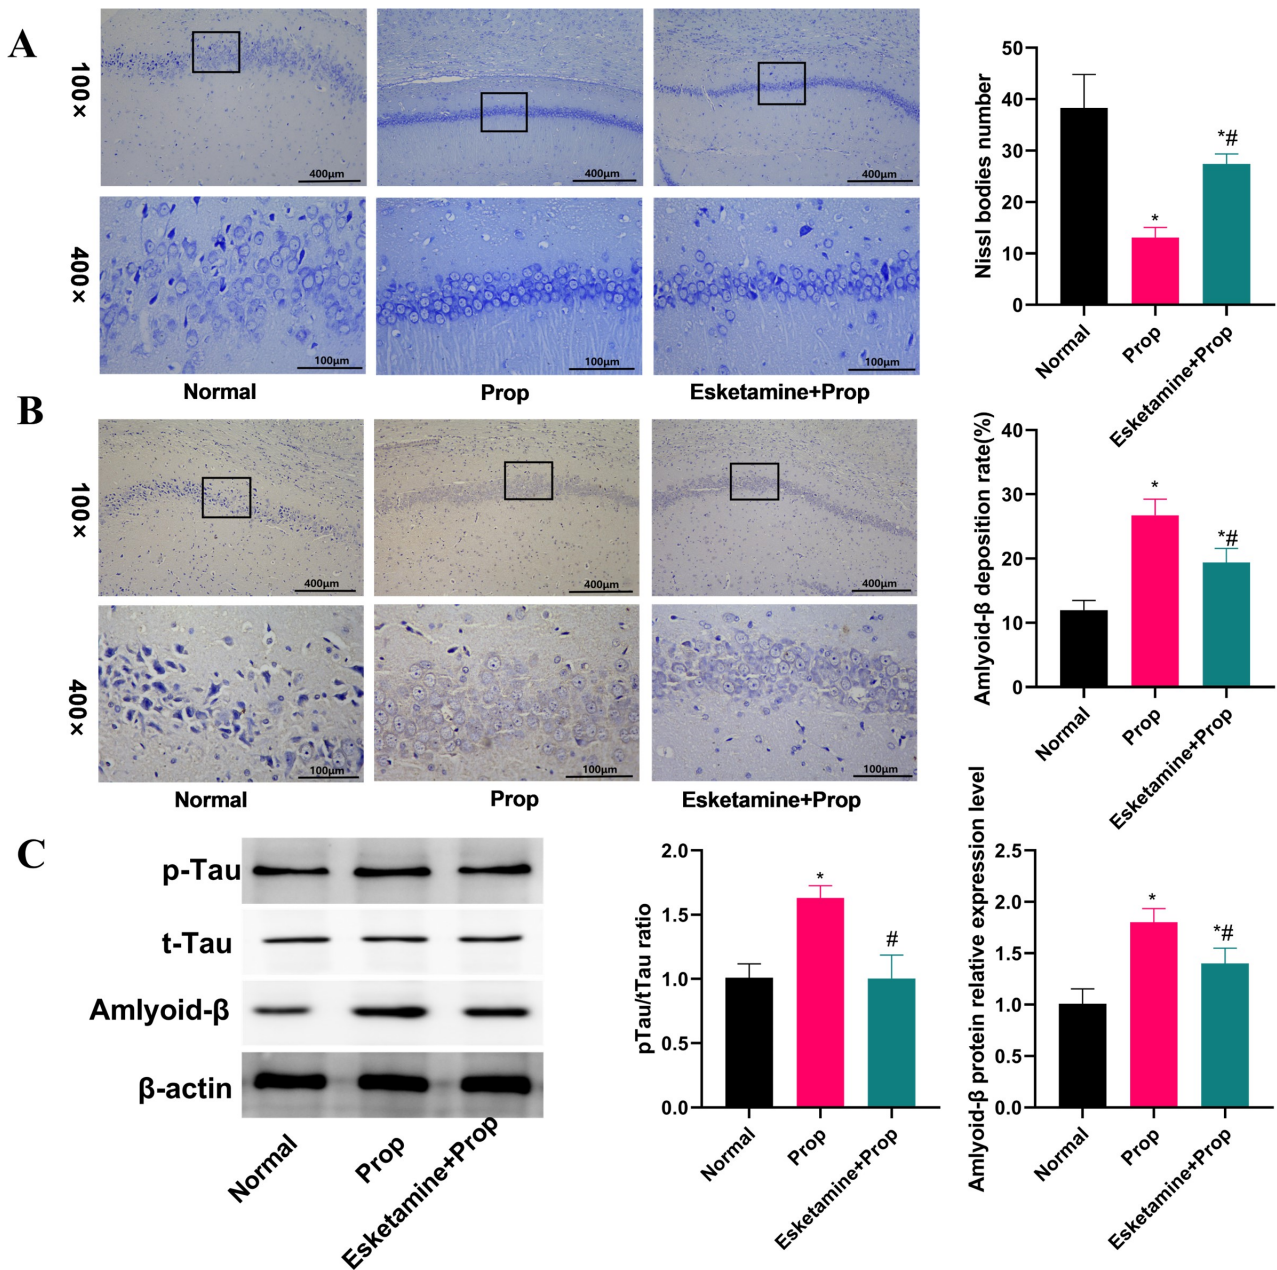 A
100×
400μm
400μm
400μm
400×
100μm
100μm
100μm
Normal
Prop
Esketamine+Prop
Nissl bodies number
50
40
30
20
10
0
*
*#
Normal
Prop
Esketamine+Prop
B
100×
400μm
400μm
400μm
400×
100μm
100μm
100μm
Normal
Prop
Esketamine+Prop
Amlyoid-β deposition rate(%)
40
30
20
10
0
*
*#
Normal
Prop
Esketamine+Prop
C
p-Tau
t-Tau
Amlyoid-β
β-actin
Normal
Prop
Esketamine+Prop
pTau/tTau ratio
2.0
1.5
1.0
0.5
0.0
*
#
Normal
Prop
Esketamine+Prop
Amlyoid-β protein relative expression level
2.5
2.0
1.5
1.0
0.5
0.0
*
*#
Normal
Prop
Esketamine+Prop